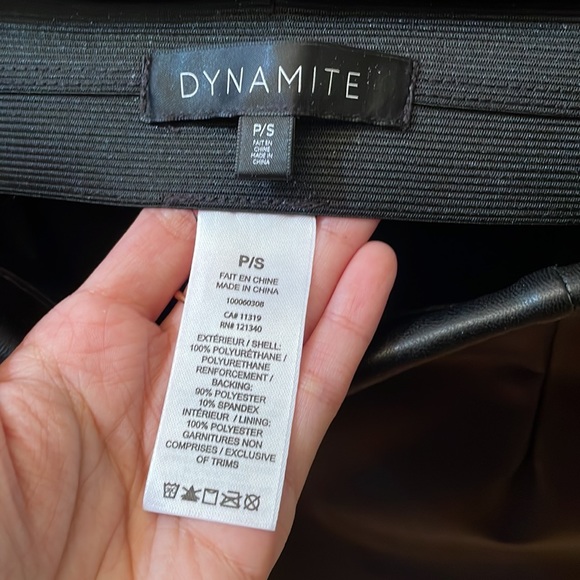 DYNAMITE
P/S
FAIT EN
CHINE
MADE IN
CHINA
P/S
FAIT EN CHINE
MADE IN CHINA
100060308
CA# 11319
RN# 121340
EXTÉRIEUR / SHELL:
100% POLYURÉTHANE /
POLYURETHANE
RENFORCEMENT /
BACKING:
90% POLYESTER
10% SPANDEX
INTÉRIEUR / LINING:
100% POLYESTER
GARNITURES NON
COMPRISES / EXCLUSIVE
OF TRIMS